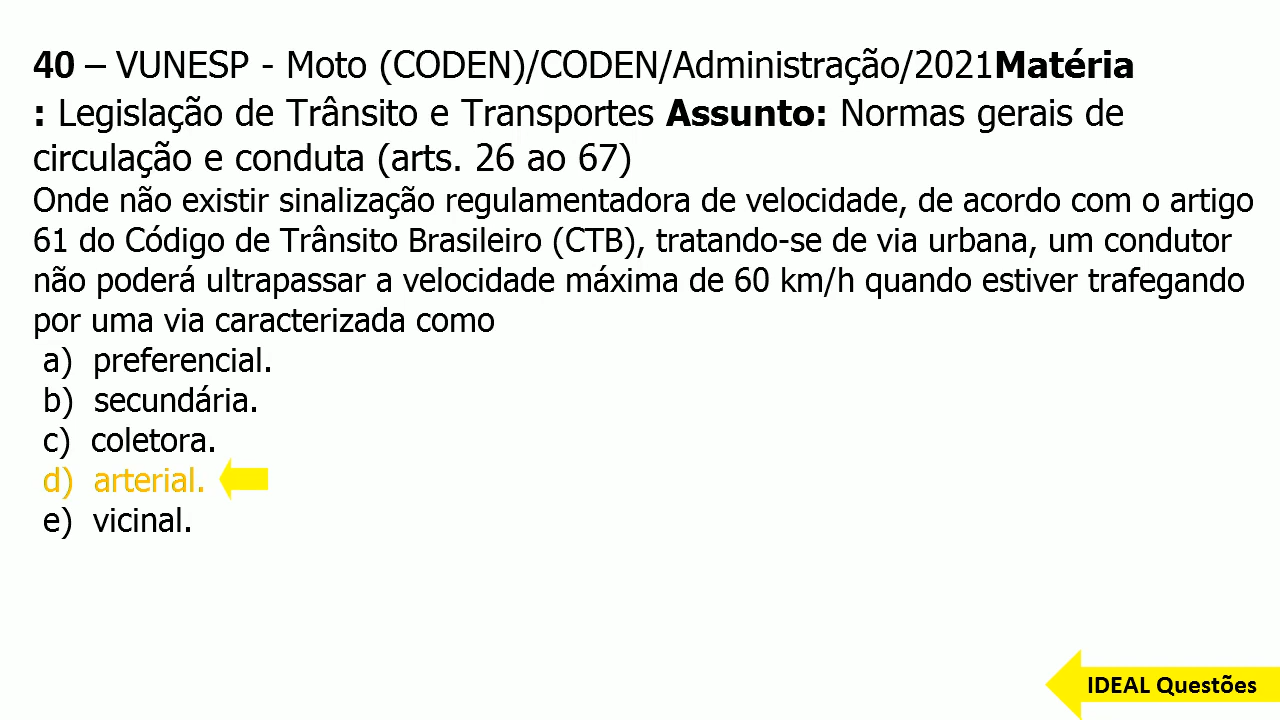 40 – VUNESP - Moto (CODEN)/CODEN/Administração/2021Matéria
: Legislação de Trânsito e Transportes Assunto: Normas gerais de
circulação e conduta (arts. 26 ao 67)
Onde não existir sinalização regulamentadora de velocidade, de acordo com o artigo
61 do Código de Trânsito Brasileiro (CTB), tratando-se de via urbana, um condutor
não poderá ultrapassar a velocidade máxima de 60 km/h quando estiver trafegando
por uma via caracterizada como
a) preferencial.
b) secundária.
c) coletora.
d) arterial.
e) vicinal.
IDEAL Questões